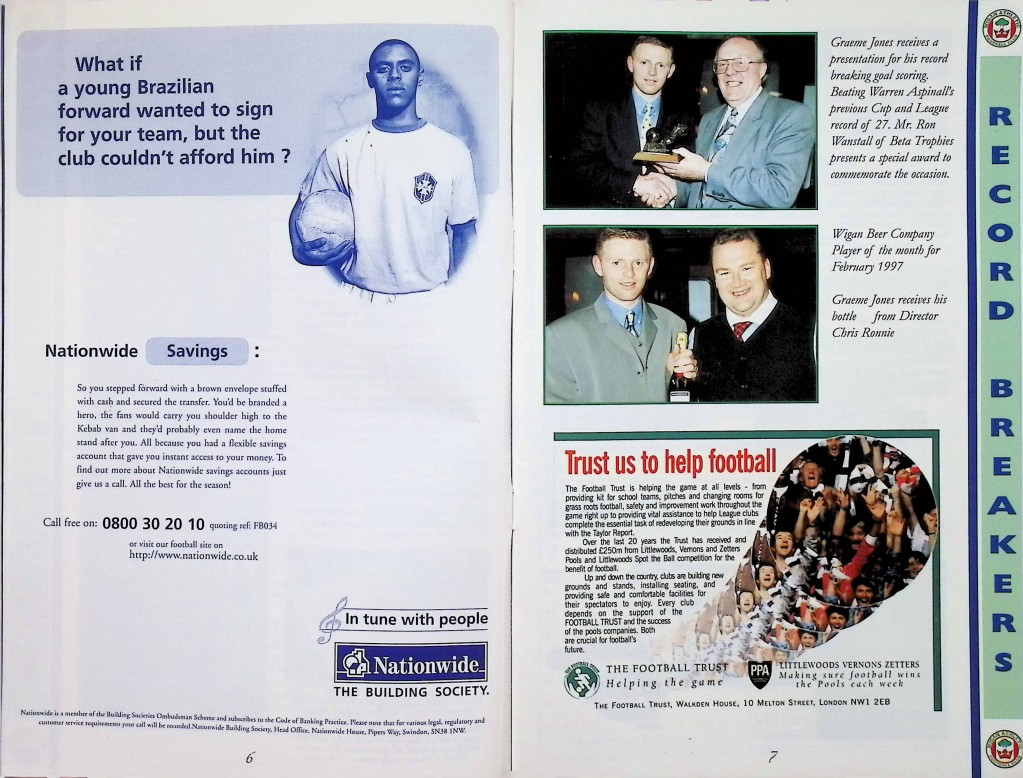 What if
a young Brazilian
forward wanted to sign
for your team, but the
club couldn't afford him ?
Nationwide Savings :
So you stepped forward with a brown envelope stuffed
with cash and secured the transfer. You'd be branded a
hero, the fans would carry you shoulder high to the
Kebab van and they'd probably even name the home
stand after you. All because you had a flexible savings
account that gave you instant access to your money. To
find out more about Nationwide savings accounts just
give us a call. All the best for the season!
Call free on: 0800 30 20 10 quoting ref: FB034
or visit our football site on
http://www.nationwide.co.uk
In tune with people
Nationwide
THE BUILDING SOCIETY.
Nationwide is a member of the Building Societies Ombudsman Scheme and subscribes to the Code of Banking Practice. Please note that for various legal, regulatory and
customer service requirements your call will be recorded.Nationwide Building Society, Head Office, Nationwide House, Pipers Way, Swindon, SN38 1NW.
6
Graeme Jones receives a
presentation for his record
breaking goal scoring.
Beating Warren Aspinall's
previous Cup and League
record of 27. Mr. Ron
Wanstall of Beta Trophies
presents a special award to
commemorate the occasion.
Wigan Beer Company
Player of the month for
February 1997
Graeme Jones receives his
bottle from Director
Chris Ronnie
Trust us to help football
The Football Trust is helping the game at all levels - from
providing kit for school teams, pitches and changing rooms for
grass roots football, safety and improvement work throughout the
game right up to providing vital assistance to help League clubs
complete the essential task of redeveloping their grounds in line
with the Taylor Report.
Over the last 20 years the Trust has received and
distributed £250m from Littlewoods, Vernons and Zetters
Pools and Littlewoods Spot the Ball competition for the
benefit of football.
Up and down the country, clubs are building new
grounds and stands, installing seating, and
providing safe and comfortable facilities for
their spectators to enjoy. Every club
depends on the support of the
FOOTBALL TRUST and the success
of the pools companies. Both
are crucial for football's
future.
THE FOOTBALL TRUST
Helping the game
PPA
LITTLEWOODS VERNONS ZETTERS
Making sure football wins
the Pools each week
THE FOOTBALL TRUST, WALKDEN HOUSE, 10 MELTON STREET, LONDON NW1 2EB
7
WIGAN ATHLETIC
RECORD BREAKERS